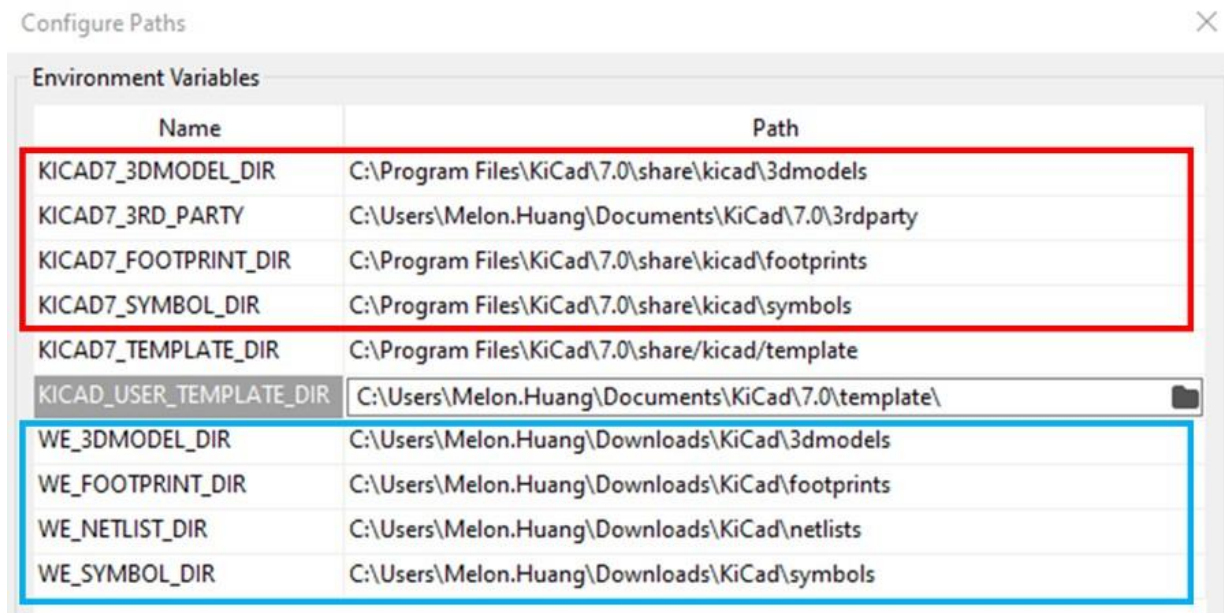 Configure Paths
Environment Variables
Name Path
KICAD7_3DMODEL_DIR C:\Program Files\KiCad\7.0\share\kicad\3dmodels
KICAD7_3RD_PARTY C:\Users\Melon.Huang\Documents\KiCad\7.0\3rdparty
KICAD7_FOOTPRINT_DIR C:\Program Files\KiCad\7.0\share\kicad\footprints
KICAD7_SYMBOL_DIR C:\Program Files\KiCad\7.0\share\kicad\symbols
KICAD7_TEMPLATE_DIR C:\Program Files\KiCad\7.0\share/kicad/template
KICAD_USER_TEMPLATE_DIR C:\Users\Melon.Huang\Documents\KiCad\7.0\template\
WE_3DMODEL_DIR C:\Users\Melon.Huang\Downloads\KiCad\3dmodels
WE_FOOTPRINT_DIR C:\Users\Melon.Huang\Downloads\KiCad\footprints
WE_NETLIST_DIR C:\Users\Melon.Huang\Downloads\KiCad\netlists
WE_SYMBOL_DIR C:\Users\Melon.Huang\Downloads\KiCad\symbols